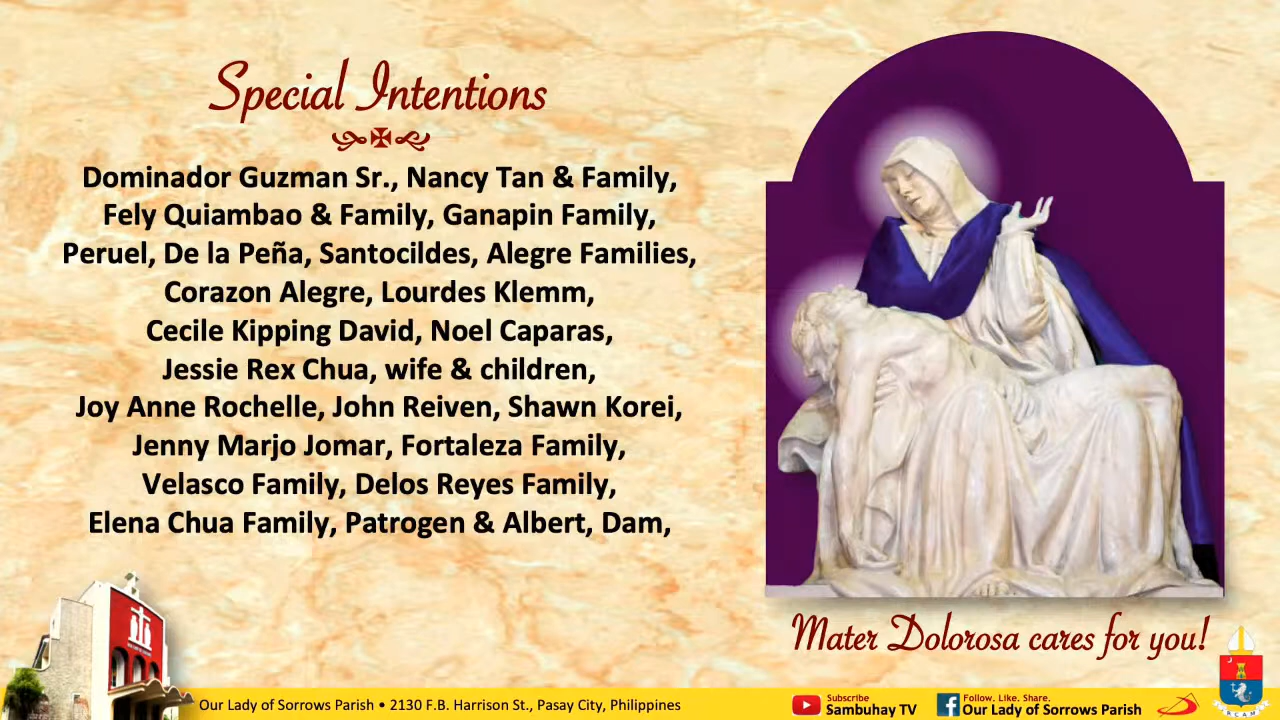 Special Intentions
Dominador Guzman Sr., Nancy Tan & Family,
Fely Quiambao & Family, Ganapin Family,
Peruel, De la Peña, Santocildes, Alegre Families,
Corazon Alegre, Lourdes Klemm,
Cecile Kipping David, Noel Caparas,
Jessie Rex Chua, wife & children,
Joy Anne Rochelle, John Reiven, Shawn Korei,
Jenny Marjo Jomar, Fortaleza Family,
Velasco Family, Delos Reyes Family,
Elena Chua Family, Patrogen & Albert, Dam,
Mater Dolorosa cares for you!
Our Lady of Sorrows Parish • 2130 F.B. Harrison St., Pasay City, Philippines
Subscribe
Sambuhay TV
Follow. Like. Share.
Our Lady of Sorrows Parish
RCAM